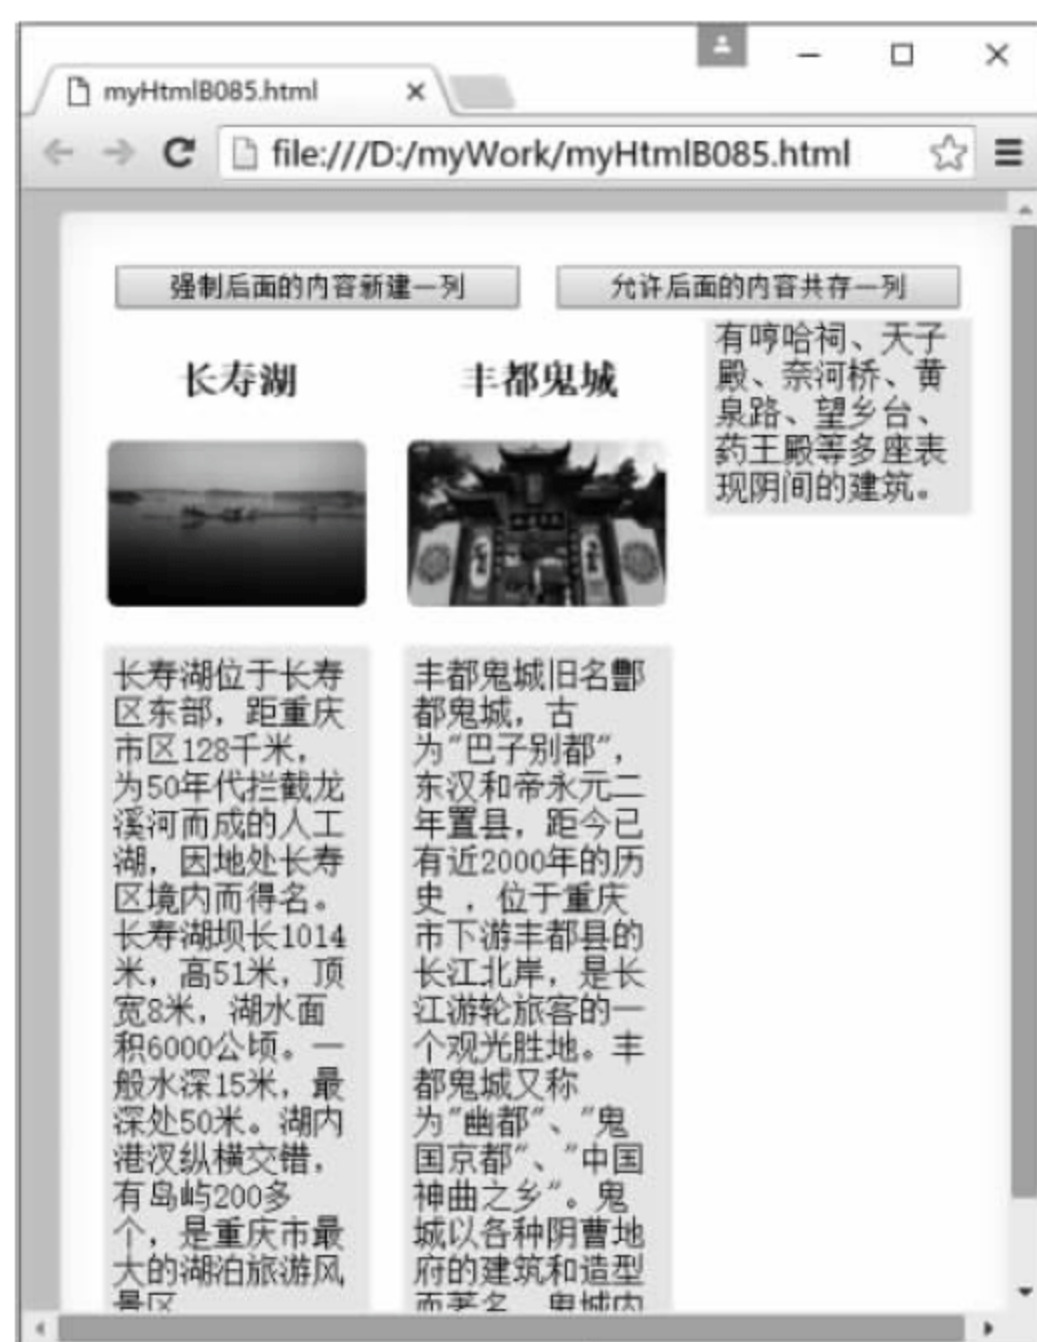 myHtmlB085.html
file:///D:/myWork/myHtmlB085.html
强制后面的内容新建一列
允许后面的内容共存一列
长寿湖
长寿湖位于长寿
区东部，距重庆
市区128千米，
为50年代拦截龙
溪河而成的人工
湖，因地处长寿
区境内而得名。
长寿湖坝长1014
米，高51米，顶
宽8米，湖水面
积6000公顷。一
般水深15米，最
深处50米。湖内
港汊纵横交错，
有岛屿200多
个，是重庆市最
大的湖泊旅游风
景区
丰都鬼城
丰都鬼城旧名酆
都鬼城，古
为"巴子别都"，
东汉和帝永元二
年置县，距今已
有近2000年的历
史 ，位于重庆
市下游丰都县的
长江北岸，是长
江游轮旅客的一
个观光胜地。丰
都鬼城又称
为"幽都"、"鬼
国京都"、"中国
神曲之乡"。鬼
城以各种阴曹地
府的建筑和造型
而著名。鬼城内
有哼哈祠、天子
殿、奈河桥、黄
泉路、望乡台、
药王殿等多座表
现阴间的建筑。